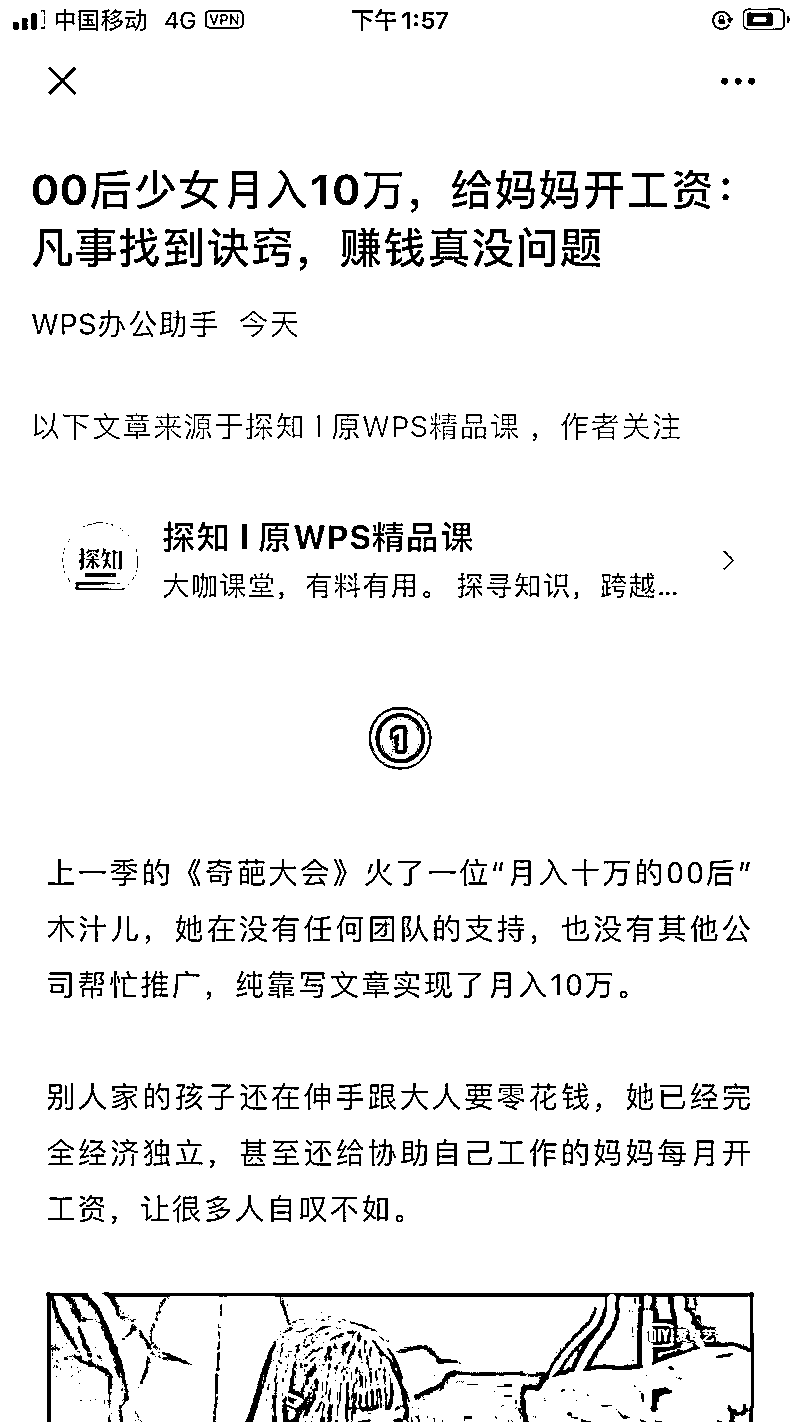 中国移动 4G VPN 下午1:57
00后少女月入10万，给妈妈开工资：
凡事找到诀窍，赚钱真没问题
WPS办公助手 今天
以下文章来源于探知丨原WPS精品课 ，作者关注
探知
探知丨原WPS精品课
大咖课堂，有料有用。 探寻知识，跨越...
1
上一季的《奇葩大会》火了一位“月入十万的00后”
木汁儿，她在没有任何团队的支持，也没有其他公
司帮忙推广，纯靠写文章实现了月入10万。
别人家的孩子还在伸手跟大人要零花钱，她已经完
全经济独立，甚至还给协助自己工作的妈妈每月开
工资，让很多人自叹不如。